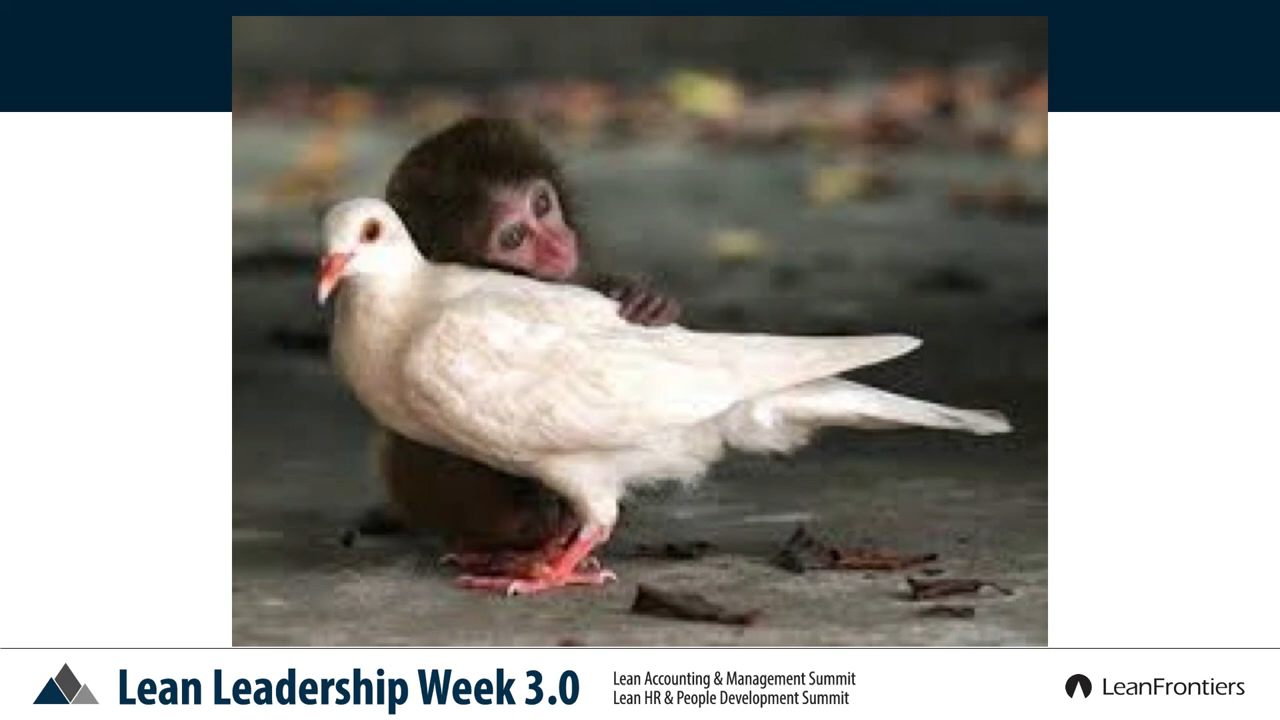 Lean Leadership Week 3.0
Lean Accounting & Management Summit
Lean HR & People Development Summit
LeanFrontiers